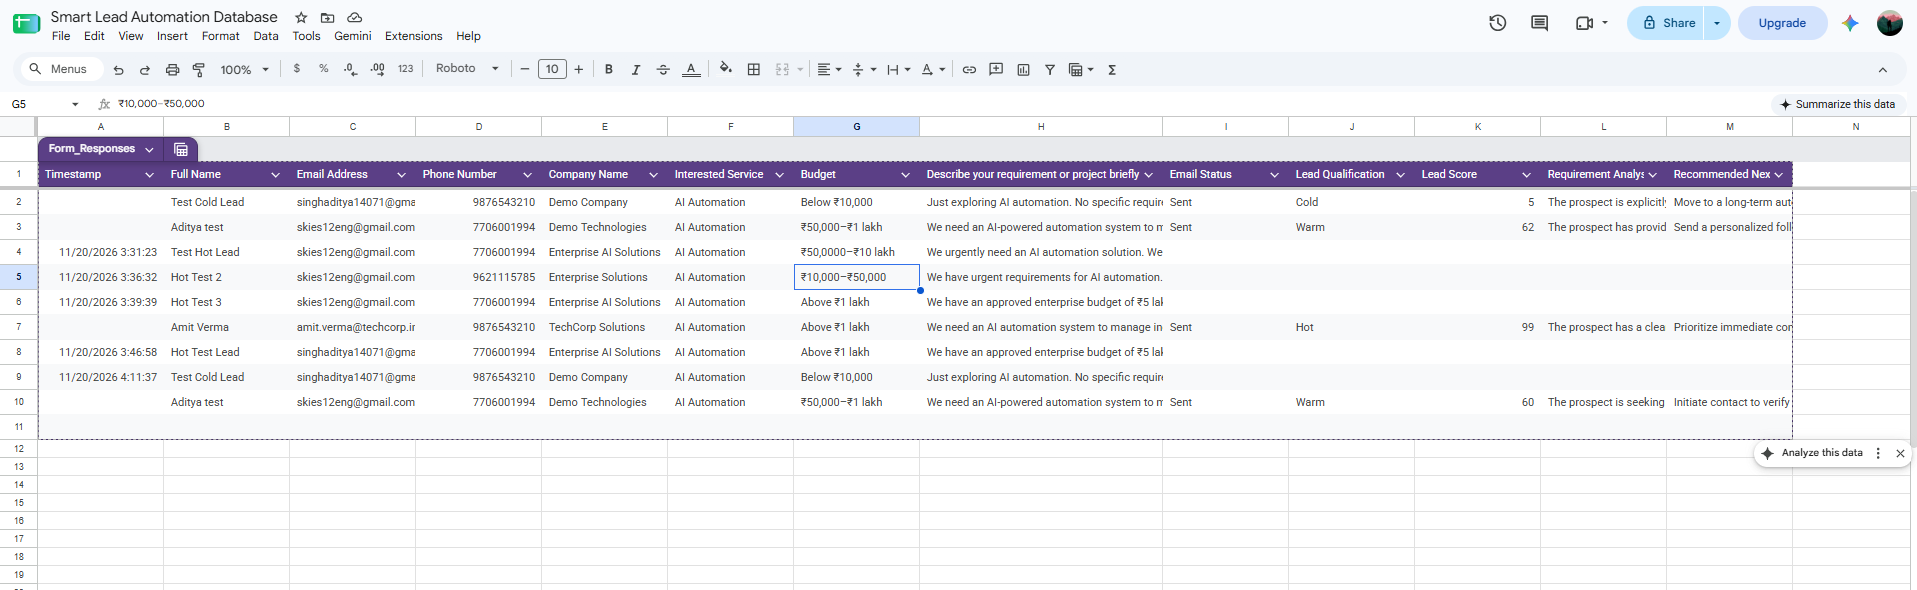 Smart Lead Automation Database
File Edit View Insert Format Data Tools Gemini Extensions Help
Share Upgrade
Menus 100% $ % .0 .00 123 Roboto 10 B I A Σ
G5 fx ₹10,000–₹50,000 Summarize this data
A B C D E F G H I J K L M N
Form_Responses
1 Timestamp Full Name Email Address Phone Number Company Name Interested Service Budget Describe your requirement or project briefly Email Status Lead Qualification Lead Score Requirement Analys Recommended Nex
2 Test Cold Lead singhaditya14071@gma 9876543210 Demo Company AI Automation Below ₹10,000 Just exploring AI automation. No specific require Sent Cold 5 The prospect is explicitly Move to a long-term aut
3 Aditya test skies12eng@gmail.com 7706001994 Demo Technologies AI Automation ₹50,000–₹1 lakh We need an AI-powered automation system to m Sent Warm 62 The prospect has provid Send a personalized foll
4 11/20/2026 3:31:23 Test Hot Lead skies12eng@gmail.com 7706001994 Enterprise AI Solutions AI Automation ₹50,0000–₹10 lakh We urgently need an AI automation solution. We
5 11/20/2026 3:36:32 Hot Test 2 skies12eng@gmail.com 9621115785 Enterprise Solutions AI Automation ₹10,000–₹50,000 We have urgent requirements for AI automation.
6 11/20/2026 3:39:39 Hot Test 3 skies12eng@gmail.com 7706001994 Enterprise AI Solutions AI Automation Above ₹1 lakh We have an approved enterprise budget of ₹5 lak
7 Amit Verma amit.verma@techcorp.ir 9876543210 TechCorp Solutions AI Automation Above ₹1 lakh We need an AI automation system to manage in Sent Hot 99 The prospect has a clea Prioritize immediate con
8 11/20/2026 3:46:58 Hot Test Lead singhaditya14071@gma 7706001994 Enterprise AI Solutions AI Automation Above ₹1 lakh We have an approved enterprise budget of ₹5 lak
9 11/20/2026 4:11:37 Test Cold Lead singhaditya14071@gma 9876543210 Demo Company AI Automation Below ₹10,000 Just exploring AI automation. No specific require
10 Aditya test skies12eng@gmail.com 7706001994 Demo Technologies AI Automation ₹50,000–₹1 lakh We need an AI-powered automation system to m Sent Warm 60 The prospect is seeking Initiate contact to verify
11
12
Analyze this data
13
14
15
16
17
18
19